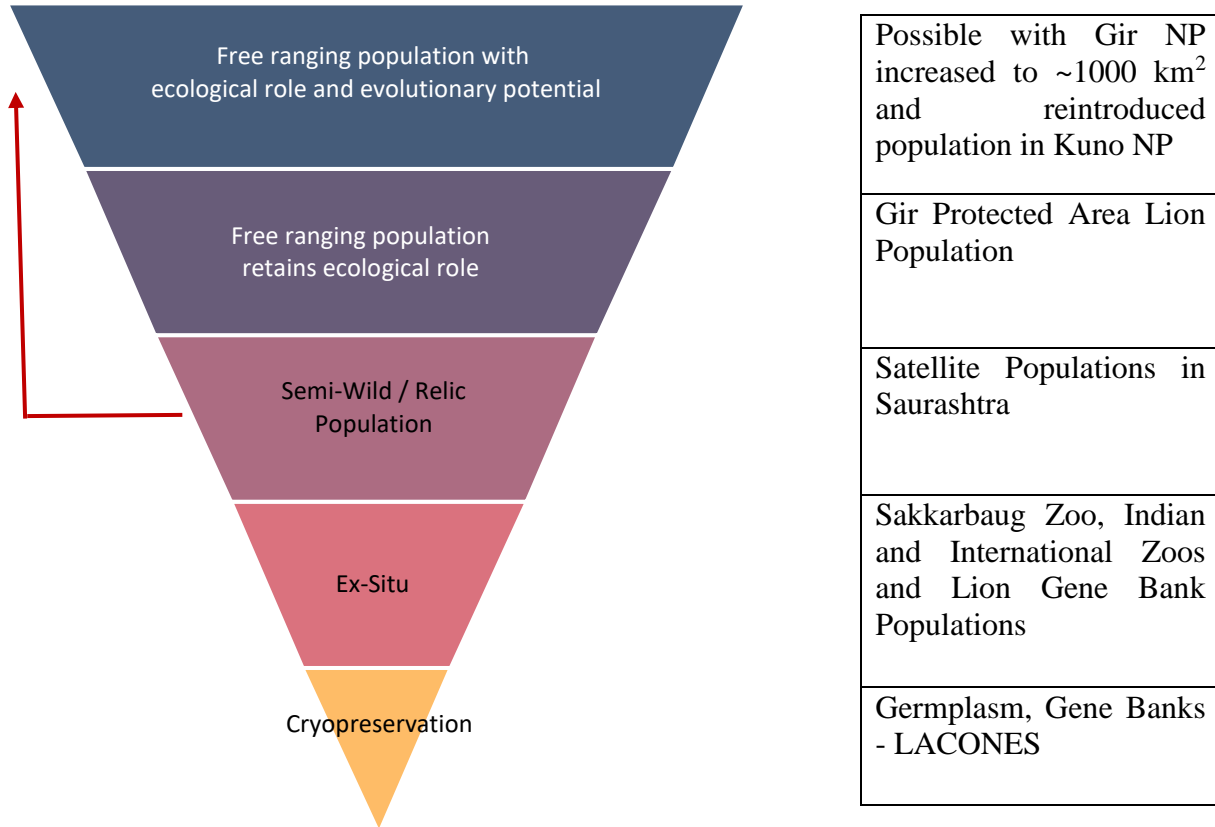 Free ranging population with
ecological role and evolutionary potential
Free ranging population
retains ecological role
Semi-Wild / Relic
Population
Ex-Situ
Cryopreservation
Possible with Gir NP
increased to ~1000 km²
and reintroduced
population in Kuno NP
Gir Protected Area Lion
Population
Satellite Populations in
Saurashtra
Sakkarbaug Zoo, Indian
and International Zoos
and Lion Gene Bank
Populations
Germplasm, Gene Banks
- LACONES